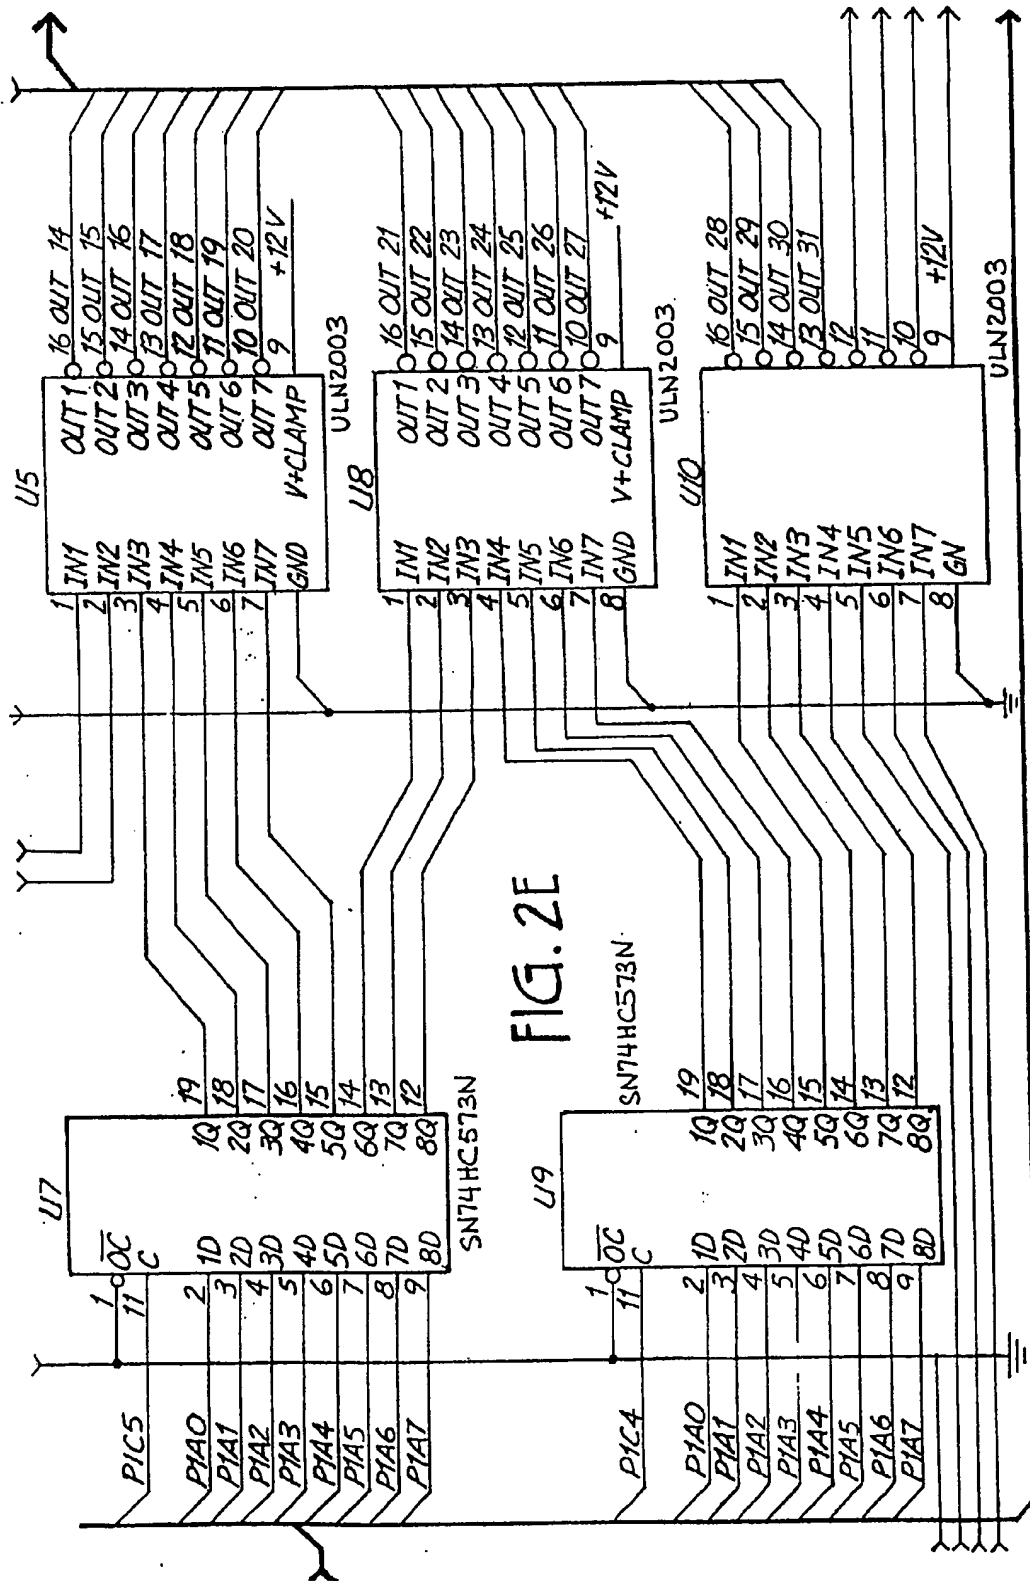 U5
IN1
IN2
IN3
IN4
IN5
IN6
IN7
GND
1
2
3
4
5
6
7
OUT1
OUT2
OUT3
OUT4
OUT5
OUT6
OUT7
V+CLAMP
16 OUT 14
15 OUT 15
14 OUT 16
13 OUT 17
12 OUT 18
11 OUT 19
10 OUT 20
9 +12V
ULN2003
U8
IN1
IN2
IN3
IN4
IN5
IN6
IN7
GND
1
2
3
4
5
6
7
8
OUT1
OUT2
OUT3
OUT4
OUT5
OUT6
OUT7
V+CLAMP
16 OUT 21
15 OUT 22
14 OUT 23
13 OUT 24
12 OUT 25
11 OUT 26
10 OUT 27
9 +12V
ULN2003
U10
IN1
IN2
IN3
IN4
IN5
IN6
IN7
GN
1
2
3
4
5
6
7
8
16 OUT 28
15 OUT 29
14 OUT 30
13 OUT 31
12
11
10
9 +12V
ULN2003
U7
OC
C
1D
2D
3D
4D
5D
6D
7D
8D
1
11
2
3
4
5
6
7
8
9
1Q
2Q
3Q
4Q
5Q
6Q
7Q
8Q
19
18
17
16
15
14
13
12
SN74HC573N
P1C5
P1A0
P1A1
P1A2
P1A3
P1A4
P1A5
P1A6
P1A7
FIG. 2E
U9
OC
C
1D
2D
3D
4D
5D
6D
7D
8D
1
11
2
3
4
5
6
7
8
9
1Q
2Q
3Q
4Q
5Q
6Q
7Q
8Q
19
18
17
16
15
14
13
12
SN74HC573N
P1C4
P1A0
P1A1
P1A2
P1A3
P1A4
P1A5
P1A6
P1A7